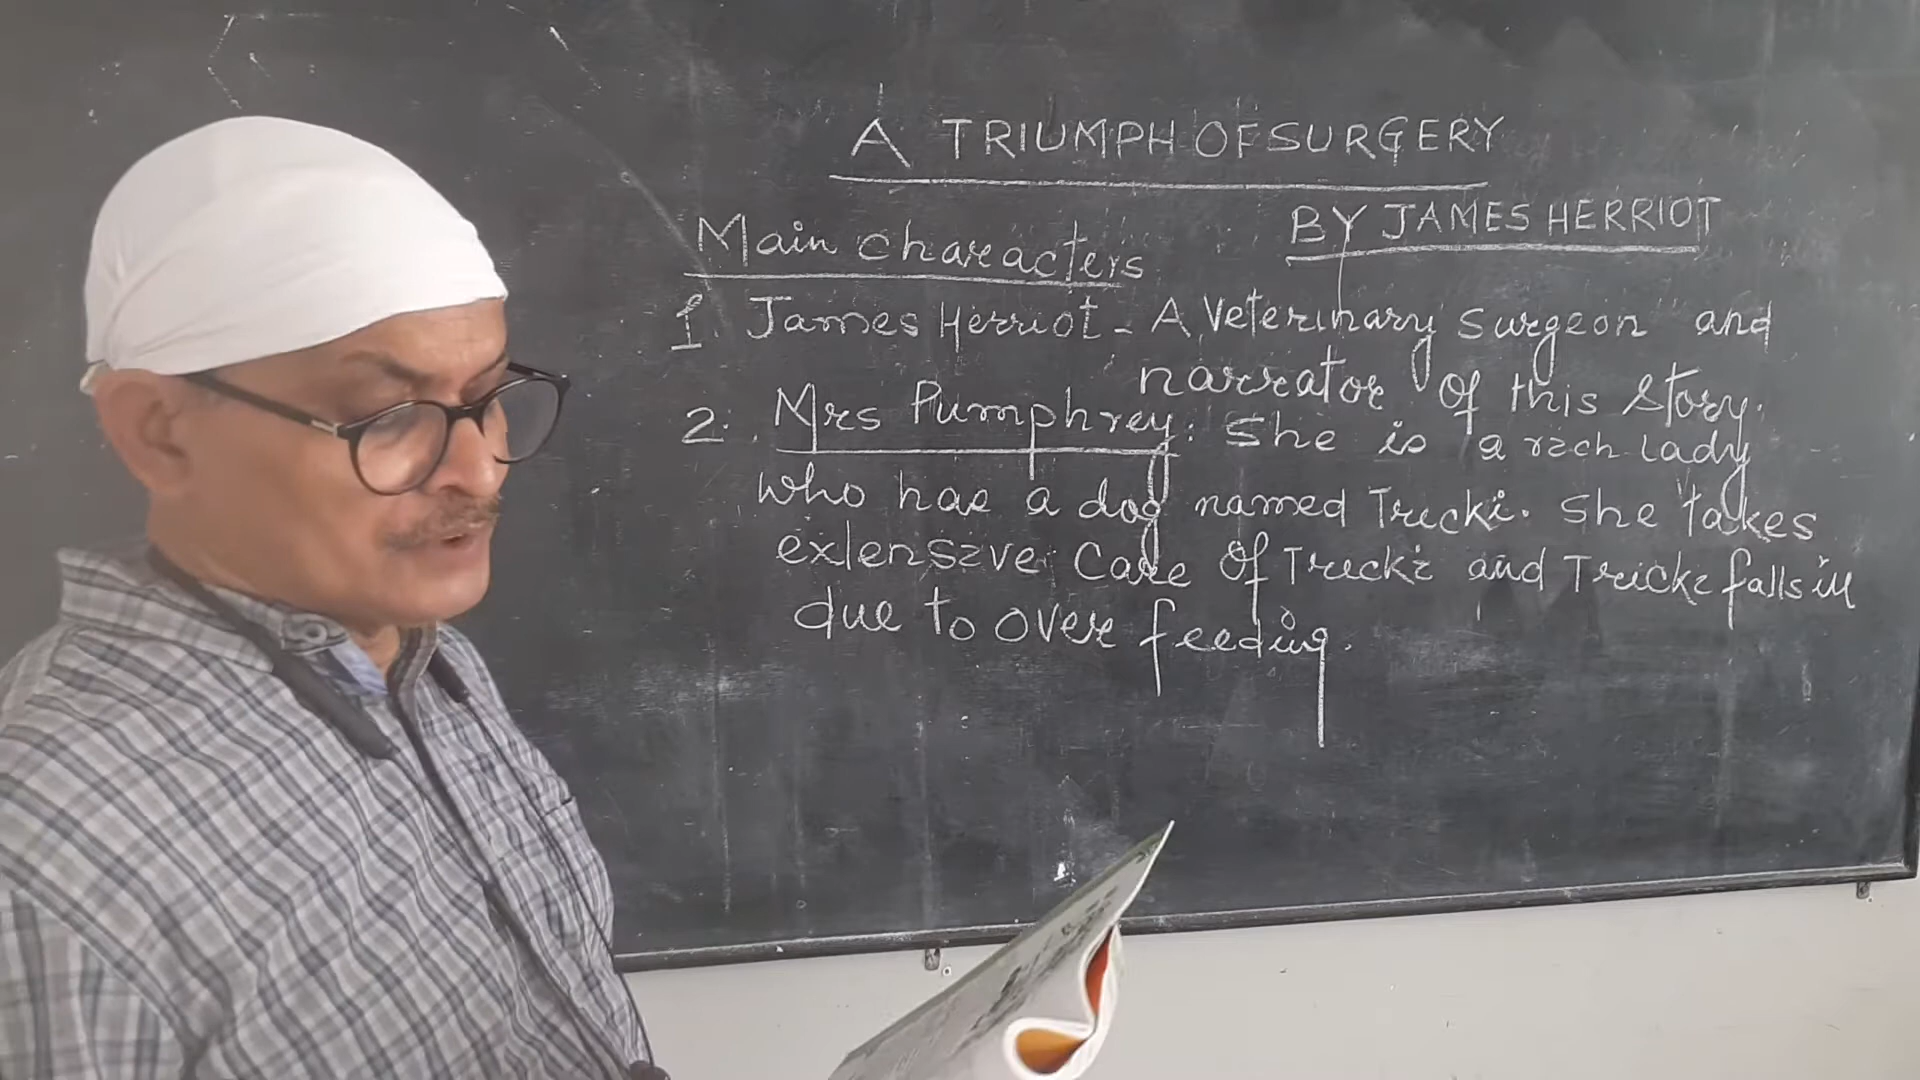 A TRIUMPH OF SURGERY
BY JAMES HERRIOT
Main characters
1. James Herriot - A Veterinary Surgeon and
narrator of this Story.
2. Mrs Pumphrey: She is a rich lady
who has a dog named Tricki. She takes
extensive Care of Tricki and Tricki falls ill
due to over feeding.